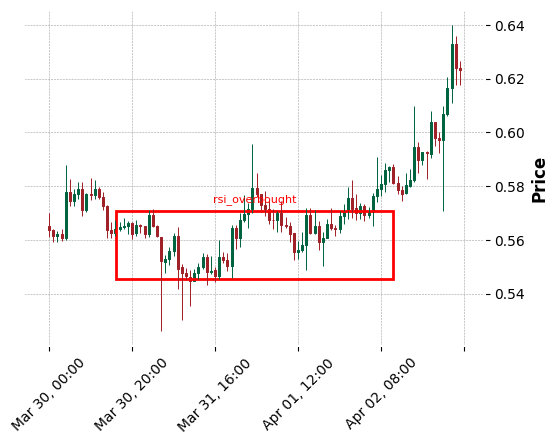 0.64
0.62
0.60
0.58
0.56
0.54
Price
rsi_overbought
Mar 30, 00:00
Mar 30, 20:00
Mar 31, 16:00
Apr 01, 12:00
Apr 02, 08:00